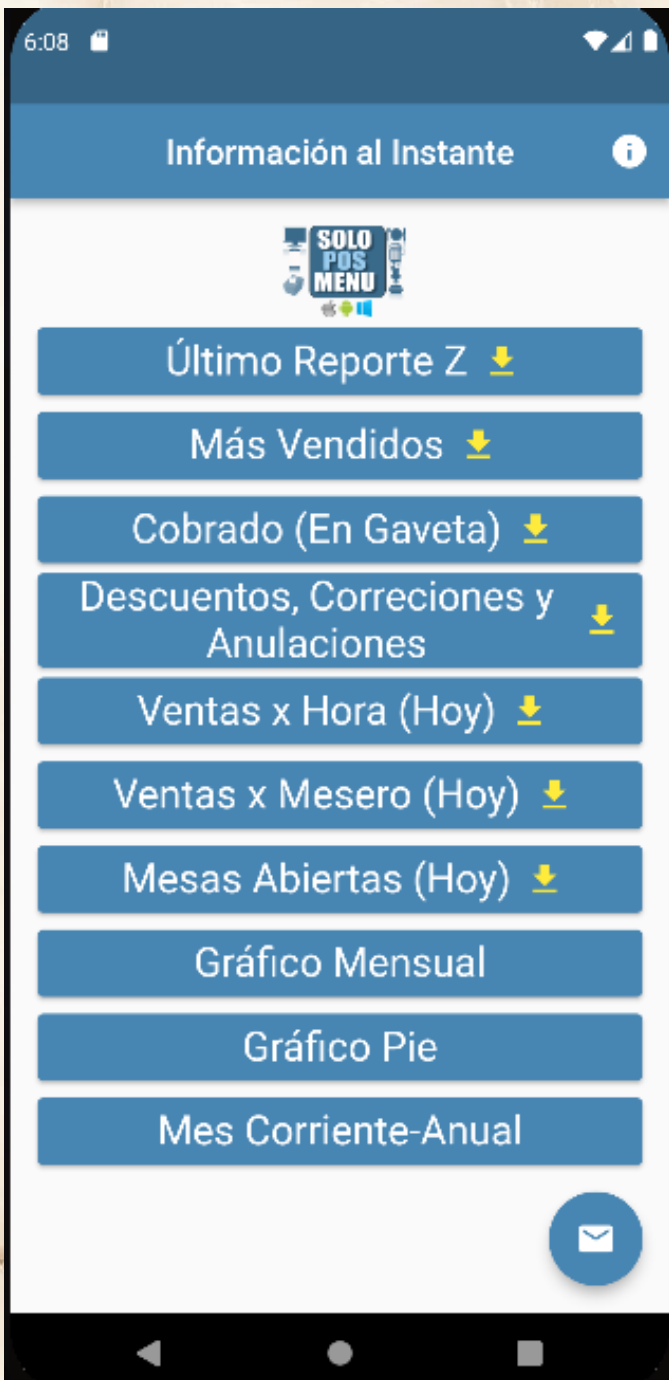 6:08
Información al Instante
SOLO
POS
MENU
Último Reporte Z
Más Vendidos
Cobrado (En Gaveta)
Descuentos, Correciones y
Anulaciones
Ventas x Hora (Hoy)
Ventas x Mesero (Hoy)
Mesas Abiertas (Hoy)
Gráfico Mensual
Gráfico Pie
Mes Corriente-Anual